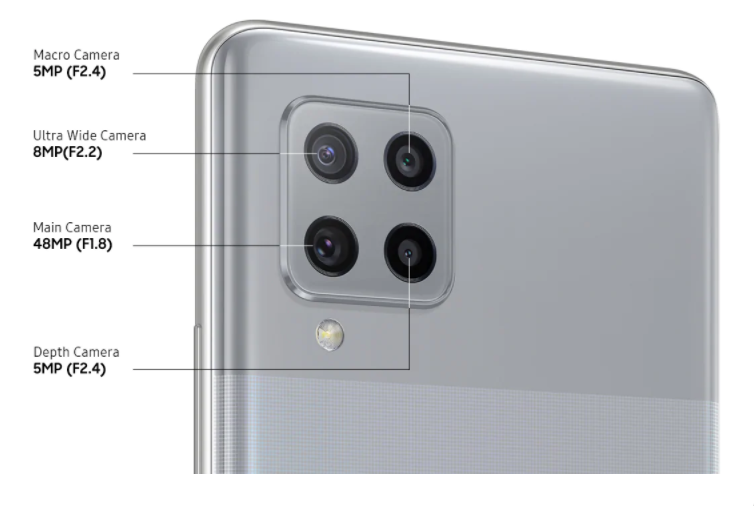 Macro Camera
5MP (F2.4)
Ultra Wide Camera
8MP(F2.2)
Main Camera
48MP (F1.8)
Depth Camera
5MP (F2.4)